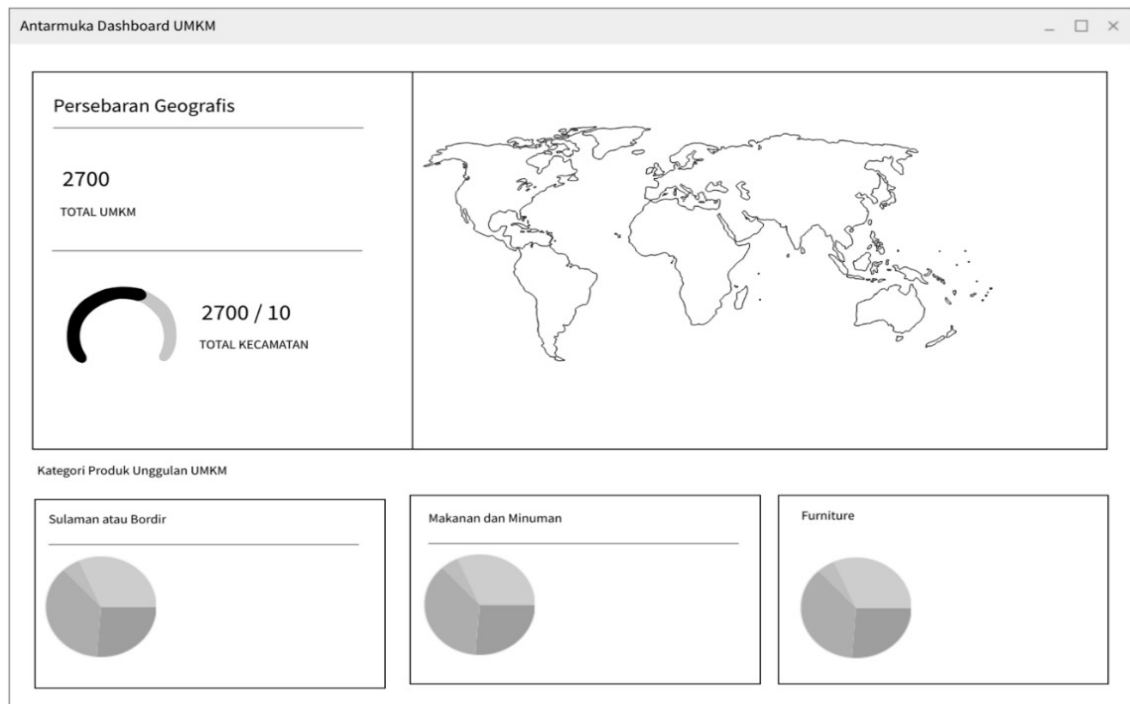 Antarmuka Dashboard UMKM
Persebaran Geografis
2700
TOTAL UMKM
2700 / 10
TOTAL KECAMATAN
Kategori Produk Unggulan UMKM
Sulaman atau Bordir
Makanan dan Minuman
Furniture